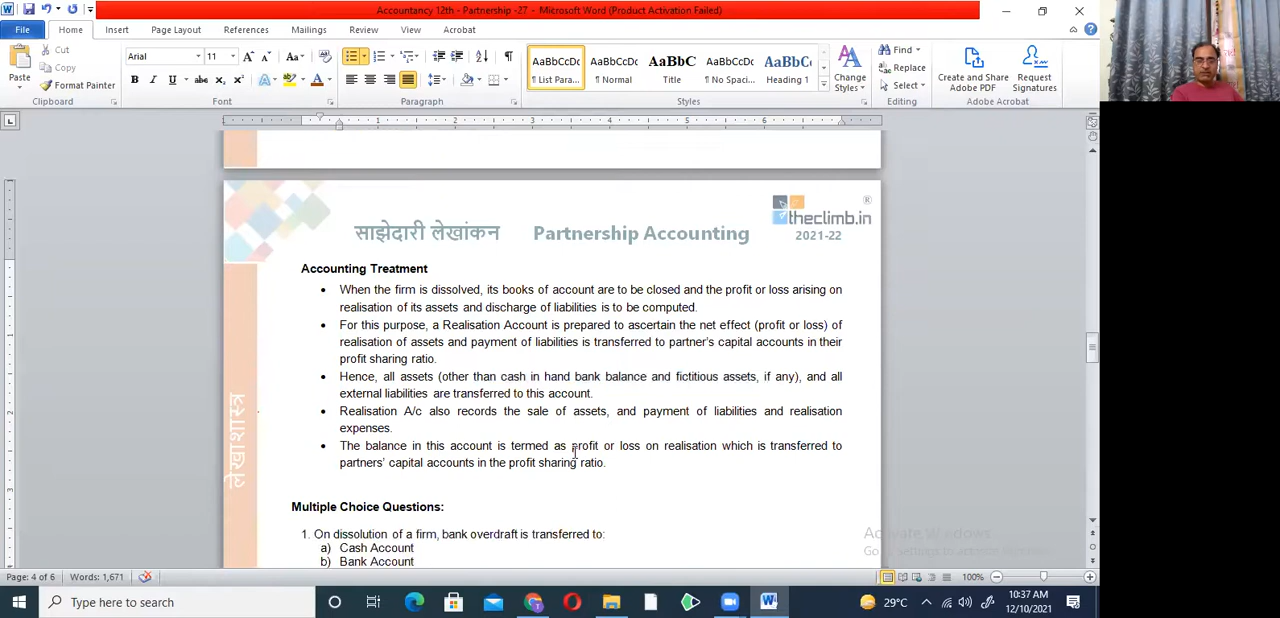 Accountancy 12th - Partnership -27 - Microsoft Word (Product Activation Failed)
File Home Insert Page Layout References Mailings Review View Acrobat
Paste
Cut
Copy
Format Painter
Clipboard
Arial 11
Font
Paragraph
AaBbCcDc AaBbCcDc AaBbC AaBbCcDc AaBbCc
¶ List Para... ¶ Normal Title ¶ No Spaci... Heading 1
Change Styles
Styles
Find
Replace
Select
Editing
Create and Share Adobe PDF
Request Signatures
Adobe Acrobat
साझेदारी लेखांकन Partnership Accounting
theclimb.in ®
2021-22
लेखाशास्त्र
Accounting Treatment
• When the firm is dissolved, its books of account are to be closed and the profit or loss arising on
realisation of its assets and discharge of liabilities is to be computed.
• For this purpose, a Realisation Account is prepared to ascertain the net effect (profit or loss) of
realisation of assets and payment of liabilities is transferred to partner's capital accounts in their
profit sharing ratio.
• Hence, all assets (other than cash in hand bank balance and fictitious assets, if any), and all
external liabilities are transferred to this account.
• Realisation A/c also records the sale of assets, and payment of liabilities and realisation
expenses.
• The balance in this account is termed as profit or loss on realisation which is transferred to
partners' capital accounts in the profit sharing ratio.
Multiple Choice Questions:
1. On dissolution of a firm, bank overdraft is transferred to:
a) Cash Account
b) Bank Account
Activate Windows
Go to Settings to activate Windows.
Page: 4 of 6 Words: 1,671 100%
Type here to search
29°C
10:37 AM
12/10/2021